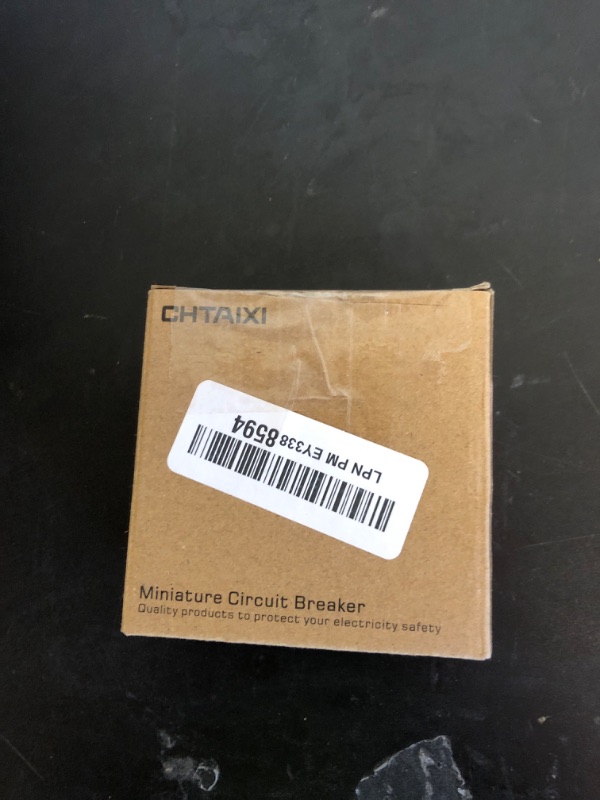 CHTAIXI
LPN PM EY338 8594
Miniature Circuit Breaker
Quality products to protect your electricity safety